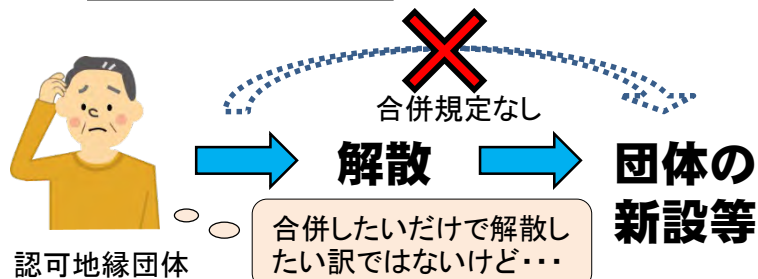 合併規定なし
解散
団体の
新設等
合併したいだけで解散し
たい訳ではないけど・・・
認可地縁団体